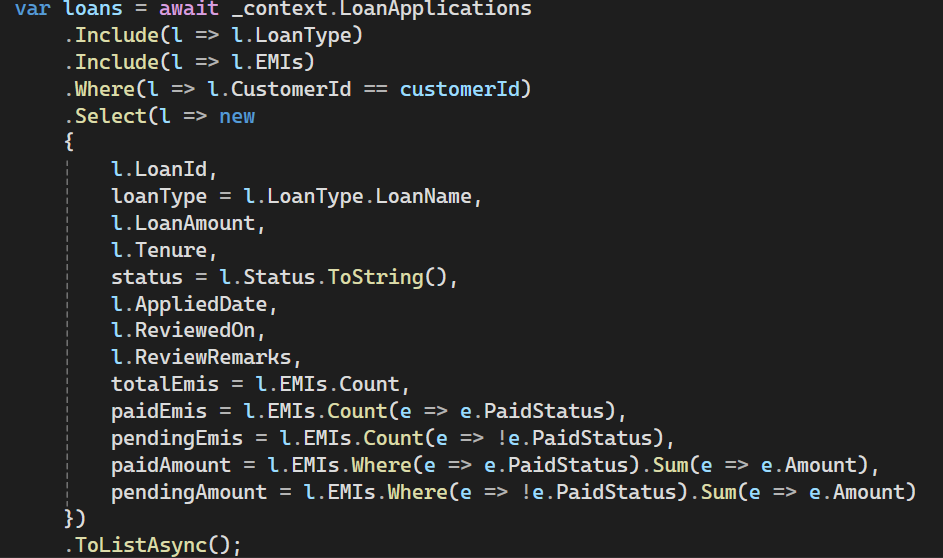 var loans = await _context.LoanApplications
.Include(l => l.LoanType)
.Include(l => l.EMIs)
.Where(l => l.CustomerId == customerId)
.Select(l => new
{
l.LoanId,
loanType = l.LoanType.LoanName,
l.LoanAmount,
l.Tenure,
status = l.Status.ToString(),
l.AppliedDate,
l.ReviewedOn,
l.ReviewRemarks,
totalEmis = l.EMIs.Count,
paidEmis = l.EMIs.Count(e => e.PaidStatus),
pendingEmis = l.EMIs.Count(e => !e.PaidStatus),
paidAmount = l.EMIs.Where(e => e.PaidStatus).Sum(e => e.Amount),
pendingAmount = l.EMIs.Where(e => !e.PaidStatus).Sum(e => e.Amount)
})
.ToListAsync();